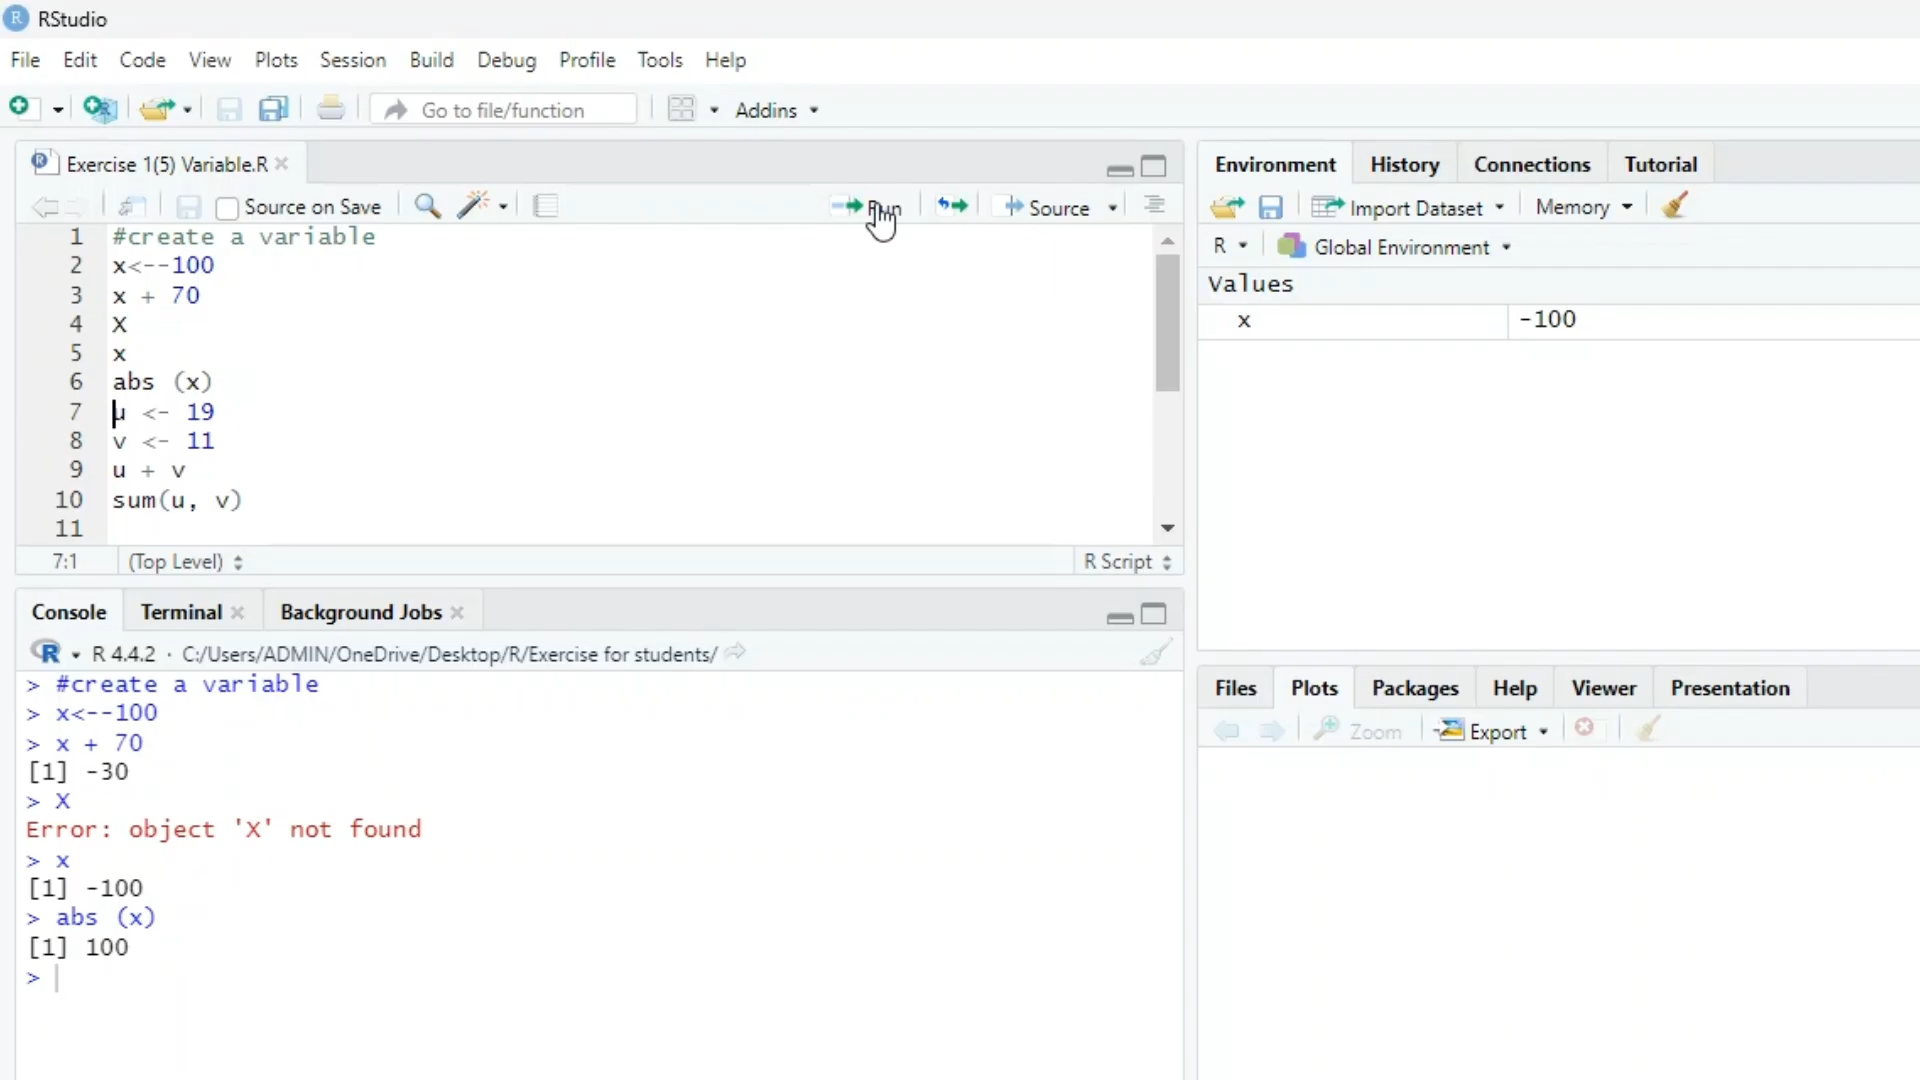 RStudio
File Edit Code View Plots Session Build Debug Profile Tools Help
Go to file/function Addins
Exercise 1(5) Variable.R
Source on Save Run Source
1 #create a variable
2 x<--100
3 x + 70
4 X
5 x
6 abs (x)
7 u <- 19
8 v <- 11
9 u + v
10 sum(u, v)
11
7:1 (Top Level) R Script
Console Terminal Background Jobs
R 4.4.2 · C:/Users/ADMIN/OneDrive/Desktop/R/Exercise for students/
> #create a variable
> x<--100
> x + 70
[1] -30
> X
Error: object 'X' not found
> x
[1] -100
> abs (x)
[1] 100
>
Environment History Connections Tutorial
Import Dataset Memory
R Global Environment
Values
x -100
Files Plots Packages Help Viewer Presentation
Zoom Export